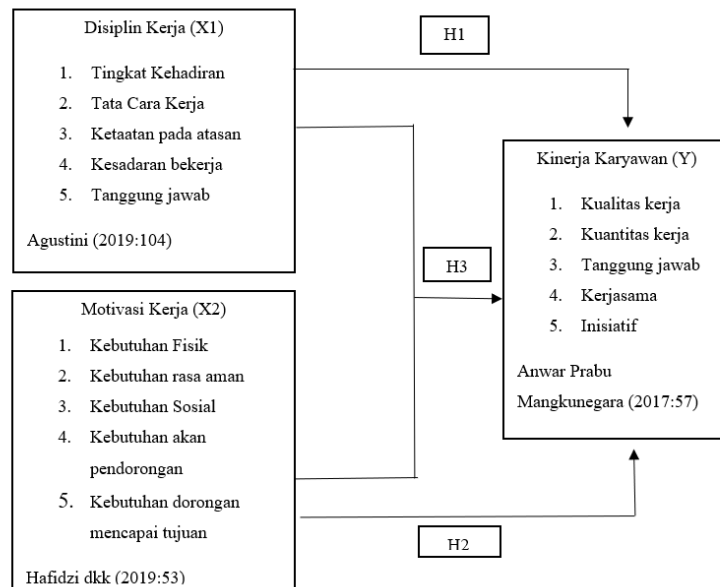 Disiplin Kerja (X1)
1. Tingkat Kehadiran
2. Tata Cara Kerja
3. Ketaatan pada atasan
4. Kesadaran bekerja
5. Tanggung jawab
Agustini (2019:104)
H1
Kinerja Karyawan (Y)
1. Kualitas kerja
2. Kuantitas kerja
3. Tanggung jawab
4. Kerjasama
5. Inisiatif
Anwar Prabu
Mangkunegara (2017:57)
H3
Motivasi Kerja (X2)
1. Kebutuhan Fisik
2. Kebutuhan rasa aman
3. Kebutuhan Sosial
4. Kebutuhan akan
pendorongan
5. Kebutuhan dorongan
mencapai tujuan
Hafidzi dkk (2019:53)
H2